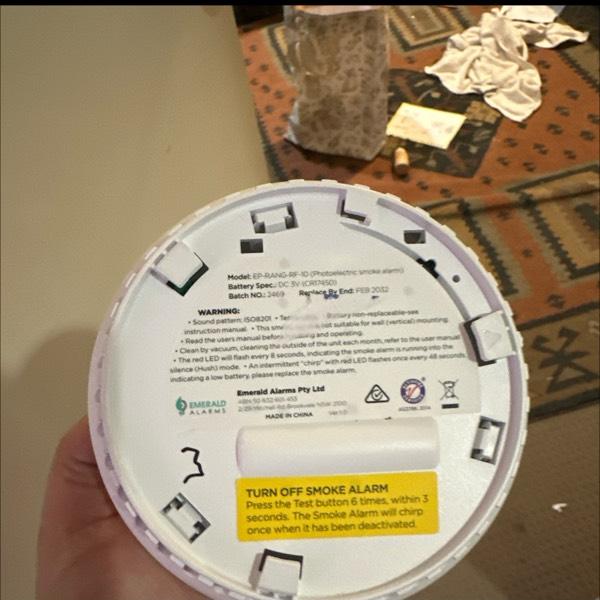 Model: EP-RANG-RF-10 (Photoelectric smoke alarm)
Battery Spec.: DC 3V (CR17450)
Batch NO.: 2469 Replace By End: FEB 2032
WARNING:
• Sound pattern: ISO8201 • Battery non-replaceable-see
instruction manual. • This not suitable for wall (vertical) mounting.
• Read the users manual before and operating.
• Clean by vacuum, cleaning the outside of the unit each month, refer to the user manual
• The red LED will flash every 8 seconds, indicating the smoke alarm is running into the
silence (Hush) mode. • An intermittent "chirp" with red LED flashes once every 48 seconds
indicating a low battery, please replace the smoke alarm.
EMERALD
ALARMS
Emerald Alarms Pty Ltd
MADE IN CHINA Ver:1.0
AS3786: 2014
3
TURN OFF SMOKE ALARM
Press the Test button 6 times, within 3
seconds. The Smoke Alarm will chirp
once when it has been deactivated.